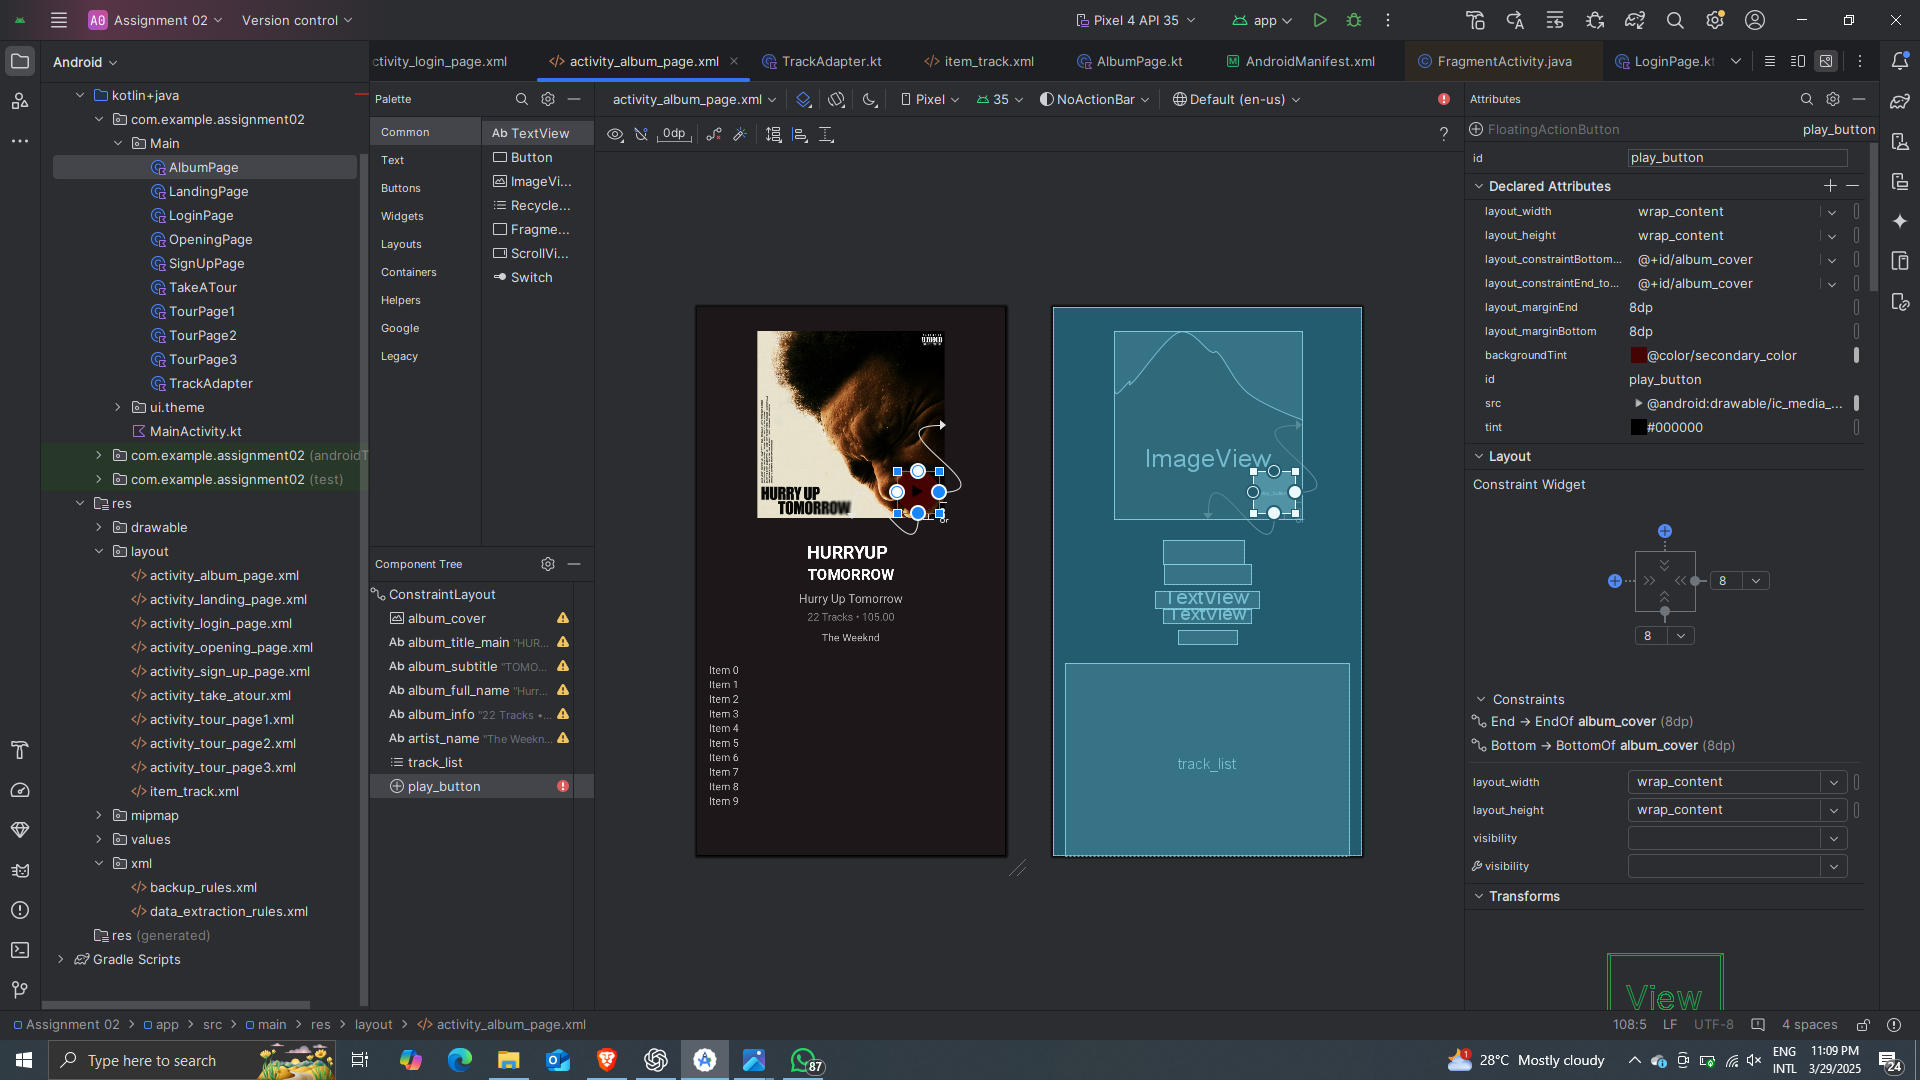 A0 Assignment 02 Version control Pixel 4 API 35 app
Android
kotlin+java
com.example.assignment02
Main
AlbumPage
LandingPage
LoginPage
OpeningPage
SignUpPage
TakeATour
TourPage1
TourPage2
TourPage3
TrackAdapter
ui.theme
MainActivity.kt
com.example.assignment02 (androidT
com.example.assignment02 (test)
res
drawable
layout
activity_album_page.xml
activity_landing_page.xml
activity_login_page.xml
activity_opening_page.xml
activity_sign_up_page.xml
activity_take_atour.xml
activity_tour_page1.xml
activity_tour_page2.xml
activity_tour_page3.xml
item_track.xml
mipmap
values
xml
backup_rules.xml
data_extraction_rules.xml
res (generated)
Gradle Scripts
ctivity_login_page.xml activity_album_page.xml TrackAdapter.kt item_track.xml AlbumPage.kt AndroidManifest.xml FragmentActivity.java LoginPage.kt
Palette
Common
Text
Buttons
Widgets
Layouts
Containers
Helpers
Google
Legacy
Ab TextView
Button
ImageVi...
Recycle...
Fragme...
ScrollVi...
Switch
Component Tree
ConstraintLayout
album_cover
Ab album_title_main "HUR...
Ab album_subtitle "TOMO...
Ab album_full_name "Hurr...
Ab album_info "22 Tracks •...
Ab artist_name "The Weekn...
track_list
play_button
activity_album_page.xml Pixel 35 NoActionBar Default (en-us)
0dp ?
HURRY UP
TOMORROW
HURRYUP
TOMORROW
Hurry Up Tomorrow
22 Tracks • 105.00
The Weeknd
Item 0
Item 1
Item 2
Item 3
Item 4
Item 5
Item 6
Item 7
Item 8
Item 9
ImageView
TextView
TextView
track_list
Attributes
FloatingActionButton play_button
id play_button
Declared Attributes
layout_width wrap_content
layout_height wrap_content
layout_constraintBottom... @+id/album_cover
layout_constraintEnd_to... @+id/album_cover
layout_marginEnd 8dp
layout_marginBottom 8dp
backgroundTint @color/secondary_color
id play_button
src @android:drawable/ic_media_...
tint #000000
Layout
Constraint Widget
8
8
Constraints
End → EndOf album_cover (8dp)
Bottom → BottomOf album_cover (8dp)
layout_width wrap_content
layout_height wrap_content
visibility
visibility
Transforms
View
Assignment 02 > app > src > main > res > layout > activity_album_page.xml
108:5 LF UTF-8 4 spaces
Type here to search
87
1
28°C Mostly cloudy
ENG
INTL
11:09 PM
3/29/2025
24